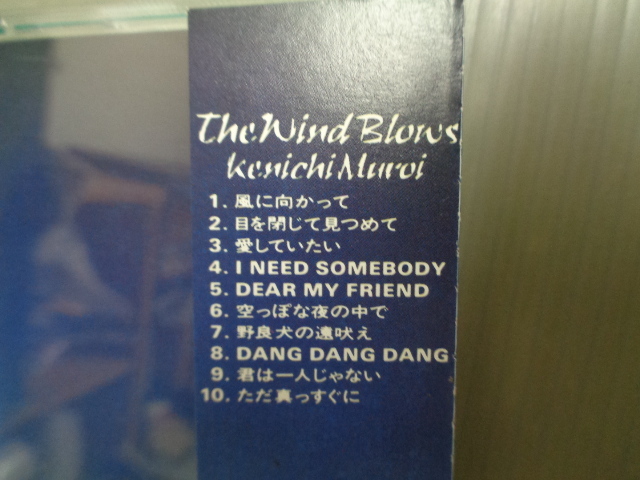 The Wind Blows
Kenichi Muroi
1. 風に向かって
2. 目を閉じて見つめて
3. 愛していたい
4. I NEED SOMEBODY
5. DEAR MY FRIEND
6. 空っぽな夜の中で
7. 野良犬の遠吠え
8. DANG DANG DANG
9. 君は一人じゃない
10. ただ真っすぐに